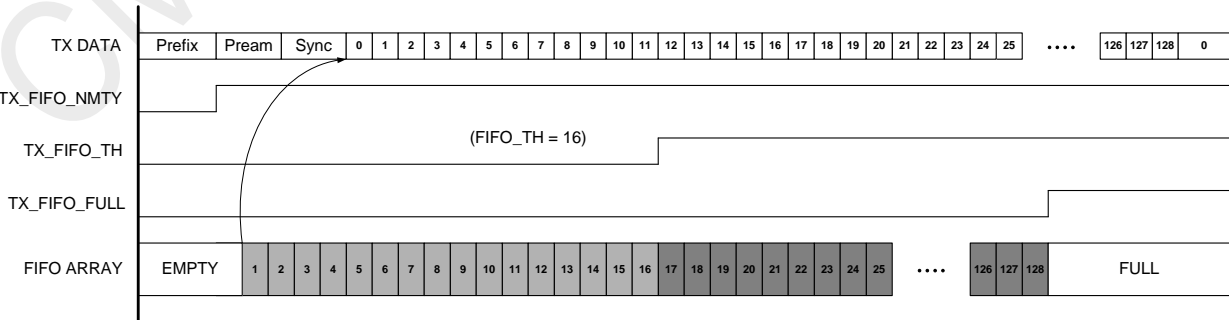 TX DATA Prefix Pream Sync 0 1 2 3 4 5 6 7 8 9 10 11 12 13 14 15 16 17 18 19 20 21 22 23 24 25 .... 126 127 128 0
TX_FIFO_NMTY
(FIFO_TH = 16)
TX_FIFO_TH
TX_FIFO_FULL
FIFO ARRAY EMPTY 1 2 3 4 5 6 7 8 9 10 11 12 13 14 15 16 17 18 19 20 21 22 23 24 25 .... 126 127 128 FULL